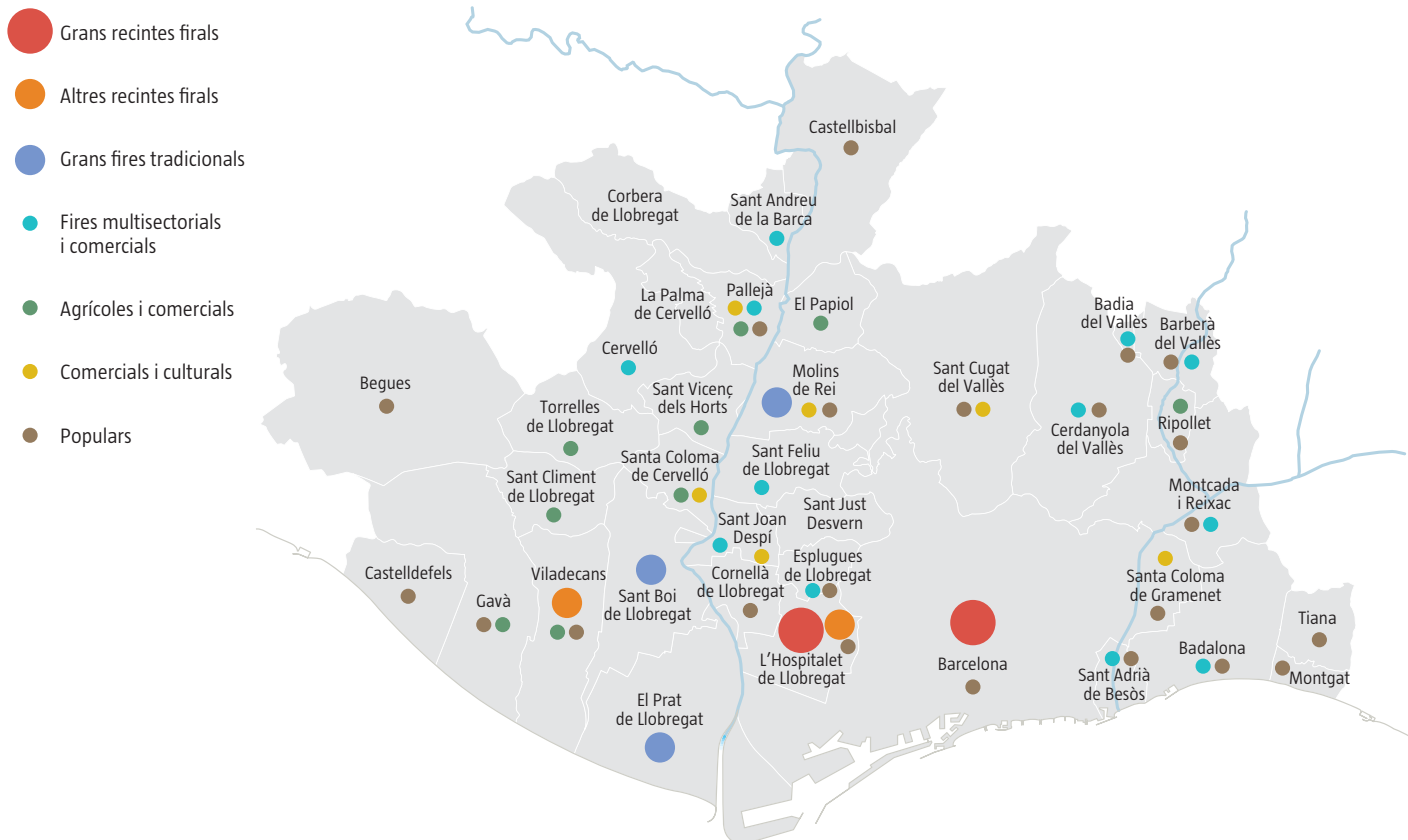 Grans recintes firals
Altres recintes firals
Grans fires tradicionals
Fires multisectorials
i comercials
Agrícoles i comercials
Comercials i culturals
Populars
Castellbisbal
Corbera
de Llobregat
Sant Andreu
de la Barca
La Palma
de Cervelló
Pallejà
El Papiol
Badia
del Vallès
Barberà
del Vallès
Cervelló
Begues
Sant Vicenç
dels Horts
Molins
de Rei
Sant Cugat
del Vallès
Torrelles
de Llobregat
Cerdanyola
del Vallès
Ripollet
Santa Coloma
de Cervelló
Sant Feliu
de Llobregat
Sant Climent
de Llobregat
Sant Just
Desvern
Montcada
i Reixac
Sant Joan
Despí
Castelldefels
Viladecans
Gavà
Sant Boi
de Llobregat
Cornellà
de Llobregat
Esplugues
de Llobregat
Santa Coloma
de Gramenet
Tiana
L'Hospitalet
de Llobregat
Barcelona
Sant Adrià
de Besòs
Badalona
Montgat
El Prat
de Llobregat